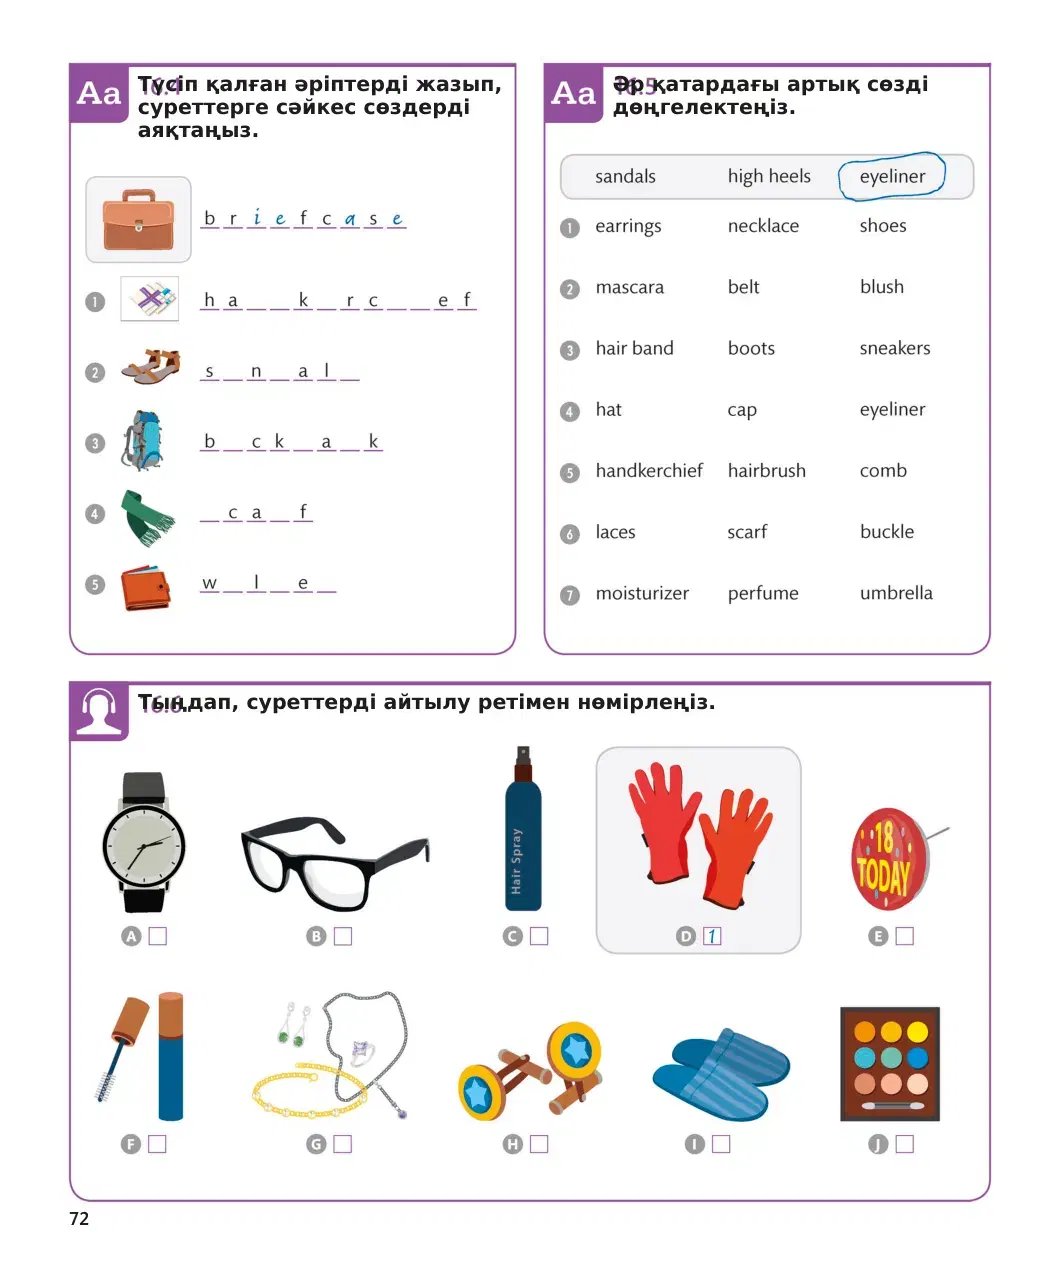 Aa 16.4 Түсіп қалған әріптерді жазып,
суреттерге сәйкес сөздерді
аяқтаңыз.
b r i e f c a s e
1 h a _ _ k _ r c _ _ e f
2 s _ n _ a l _
3 b _ c k _ a _ k
4 _ c a _ f
5 w _ l _ e _
Aa 16.5 Әр қатардағы артық сөзді
дөңгелектеңіз.
sandals high heels eyeliner
1 earrings necklace shoes
2 mascara belt blush
3 hair band boots sneakers
4 hat cap eyeliner
5 handkerchief hairbrush comb
6 laces scarf buckle
7 moisturizer perfume umbrella
16.6 Тыңдап, суреттерді айтылу ретімен нөмірлеңіз.
Hair Spray
18
TODAY
A B C D 1 E
F G H I J
72